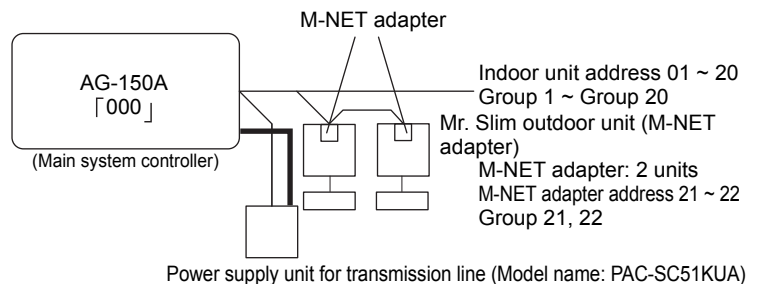 M-NET adapter
AG-150A
「000」
(Main system controller)
Indoor unit address 01 ~ 20
Group 1 ~ Group 20
Mr. Slim outdoor unit (M-NET
adapter)
M-NET adapter: 2 units
M-NET adapter address 21 ~ 22
Group 21, 22
Power supply unit for transmission line (Model name: PAC-SC51KUA)